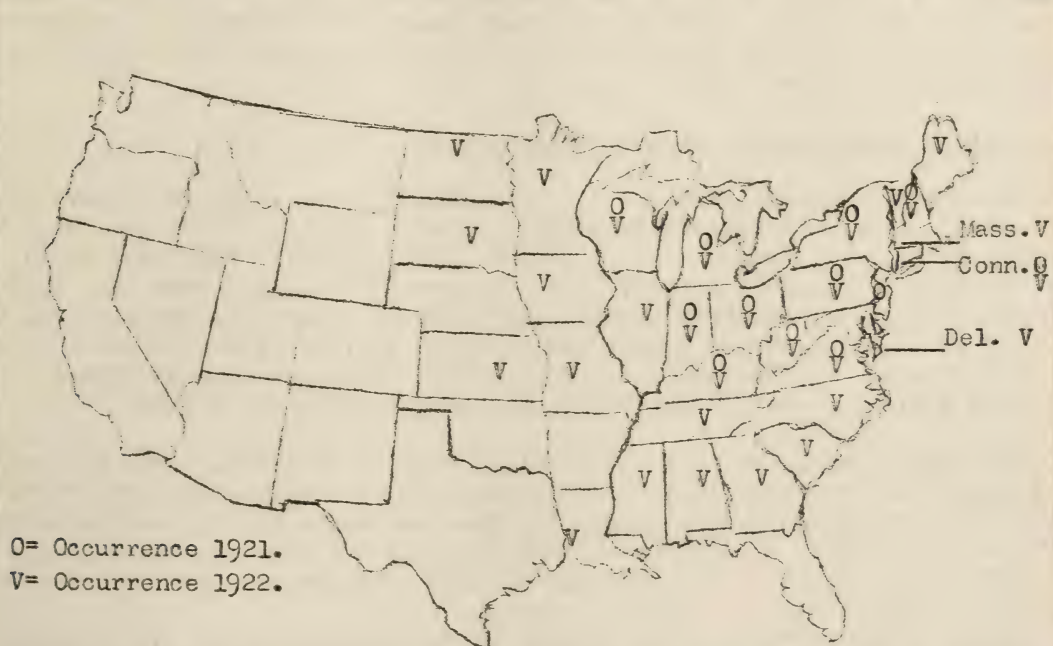 V
V
V
V O V
O V
Mass. V
Conn. O V
V
O V
O V
O V
O
V
V
O V
O V
O V
O V
Del. V
V
V
O V
V
V
V
V
V
V
V
O= Occurrence 1921.
V= Occurrence 1922.